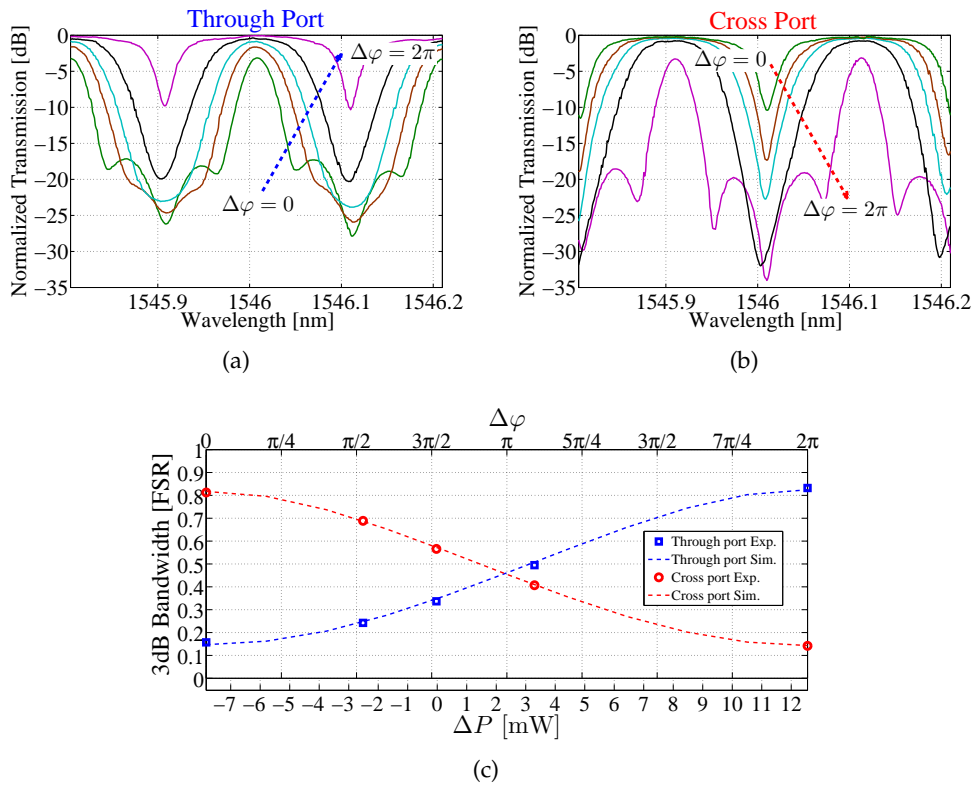 Through Port
Normalized Transmission [dB]
0
−5
−10
−15
−20
−25
−30
−35
Δφ = 2π
Δφ = 0
1545.9 1546 1546.1 1546.2
Wavelength [nm]
(a)
Cross Port
Normalized Transmission [dB]
0
−5
−10
−15
−20
−25
−30
−35
Δφ = 0
Δφ = 2π
1545.9 1546 1546.1 1546.2
Wavelength [nm]
(b)
Δφ
0 π/4 π/2 3π/2 π 5π/4 3π/2 7π/4 2π
3dB Bandwidth [FSR]
1
0.9
0.8
0.7
0.6
0.5
0.4
0.3
0.2
0.1
0
Through port Exp.
Through port Sim.
Cross port Exp.
Cross port Sim.
−7 −6 −5 −4 −3 −2 −1 0 1 2 3 4 5 6 7 8 9 10 11 12
ΔP [mW]
(c)